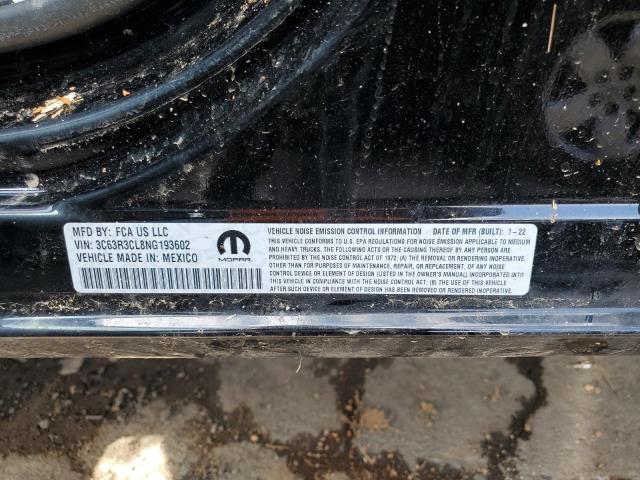 MFD BY: FCA US LLC
VIN: 3C63R3CL8NG193602
VEHICLE MADE IN: MEXICO
MOPAR
VEHICLE NOISE EMISSION CONTROL INFORMATION DATE OF MFR (BUILT): 1-22
THIS VEHICLE CONFORMS TO U.S. EPA REGULATIONS FOR NOISE EMISSION APPLICABLE TO MEDIUM
AND HEAVY TRUCKS. THE FOLLOWING ACTS OR THE CAUSING THEREOF BY ANY PERSON ARE
PROHIBITED BY THE NOISE CONTROL ACT OF 1972: (A) THE REMOVAL OR RENDERING INOPERATIVE,
OTHER THAN FOR PURPOSES OF MAINTENANCE, REPAIR, OR REPLACEMENT, OF ANY NOISE
CONTROL DEVICE OR ELEMENT OF DESIGN (LISTED IN THE OWNER'S MANUAL) INCORPORATED INTO
THIS VEHICLE IN COMPLIANCE WITH THE NOISE CONTROL ACT; (B) THE USE OF THIS VEHICLE
AFTER SUCH DEVICE OR ELEMENT OF DESIGN HAS BEEN REMOVED OR RENDERED INOPERATIVE.